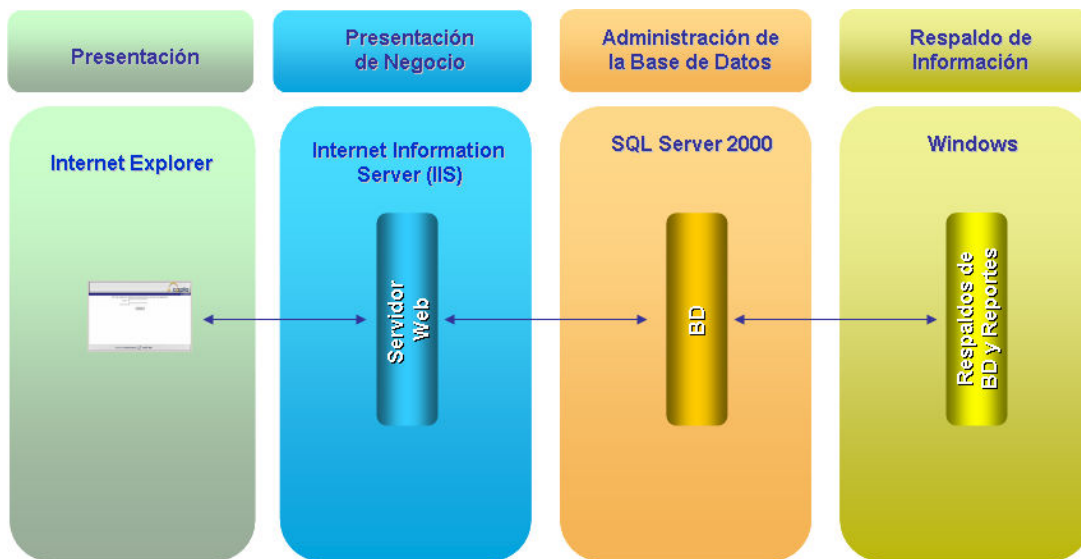 Presentación
Presentación
de Negocio
Administración de
la Base de Datos
Respaldo de
Información
Internet Explorer
Internet Information
Server (IIS)
SQL Server 2000
Windows
Servidor
Web
BD
Respaldos de
BD y Reportes